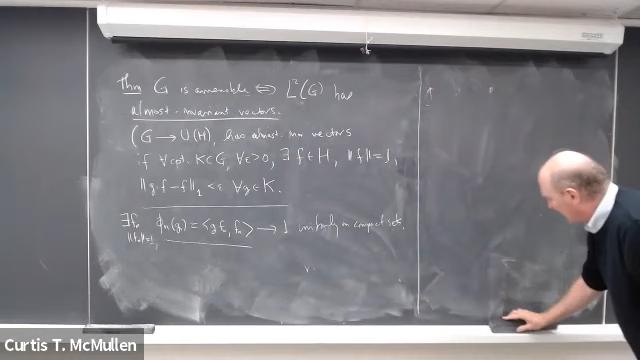 Thm G is amenable ⇔ L²(G) has
almost-invariant vectors.
(G → U(H), has almost-inv vectors
if ∀ cpt. K⊂G, ∀ε>0, ∃ f∈H, ‖f‖=1,
‖g·f−f‖₁<ε ∀g∈K.
∃fₙ ϕₙ(g) = <g fₙ, fₙ> → 1 uniformly on compact sets.
‖fₙ‖=1,
Curtis T. McMullen